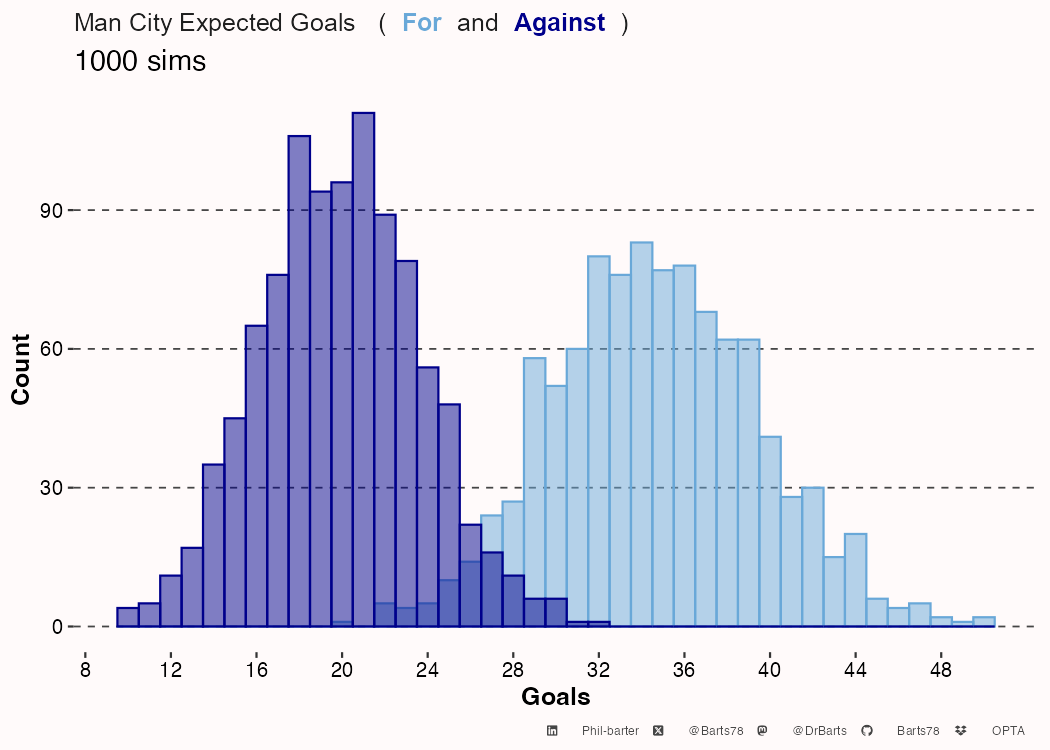 Man City Expected Goals ( For and Against )
1000 sims
Count
90
60
30
0
8 12 16 20 24 28 32 36 40 44 48
Goals
Phil-barter @Barts78 @DrBarts Barts78 OPTA